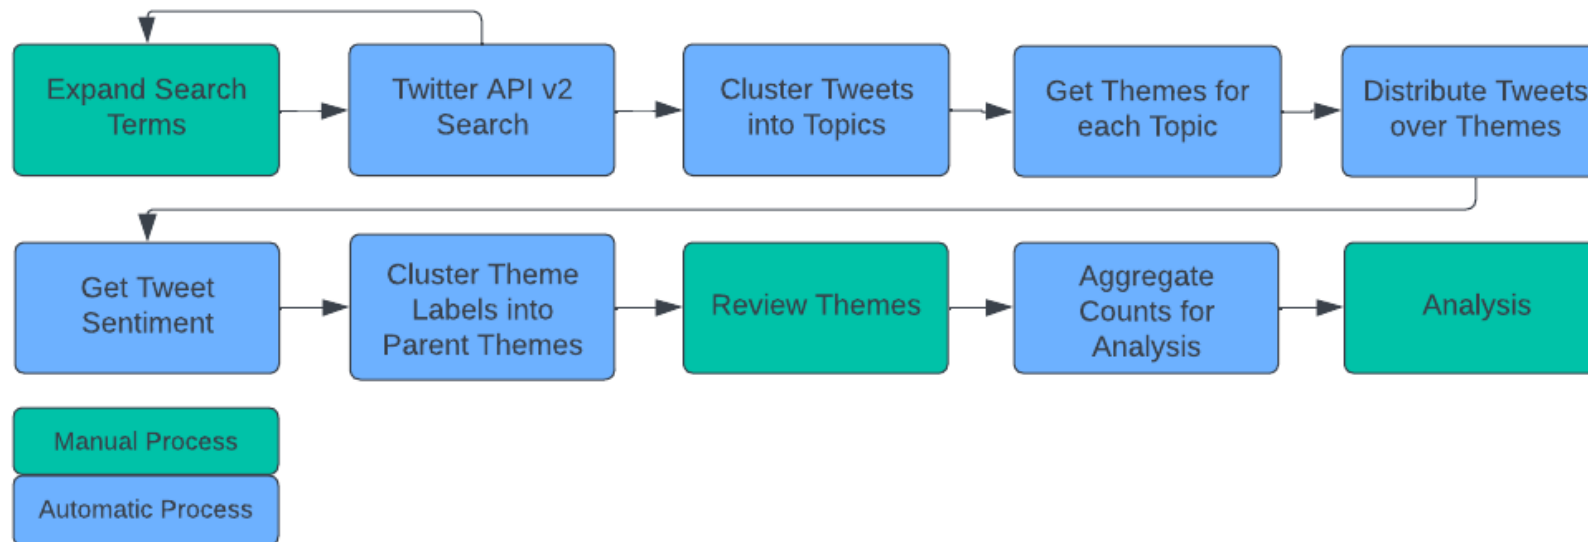 Expand Search
Terms
Twitter API v2
Search
Cluster Tweets
into Topics
Get Themes for
each Topic
Distribute Tweets
over Themes
Get Tweet
Sentiment
Cluster Theme
Labels into
Parent Themes
Review Themes
Aggregate
Counts for
Analysis
Analysis
Manual Process
Automatic Process